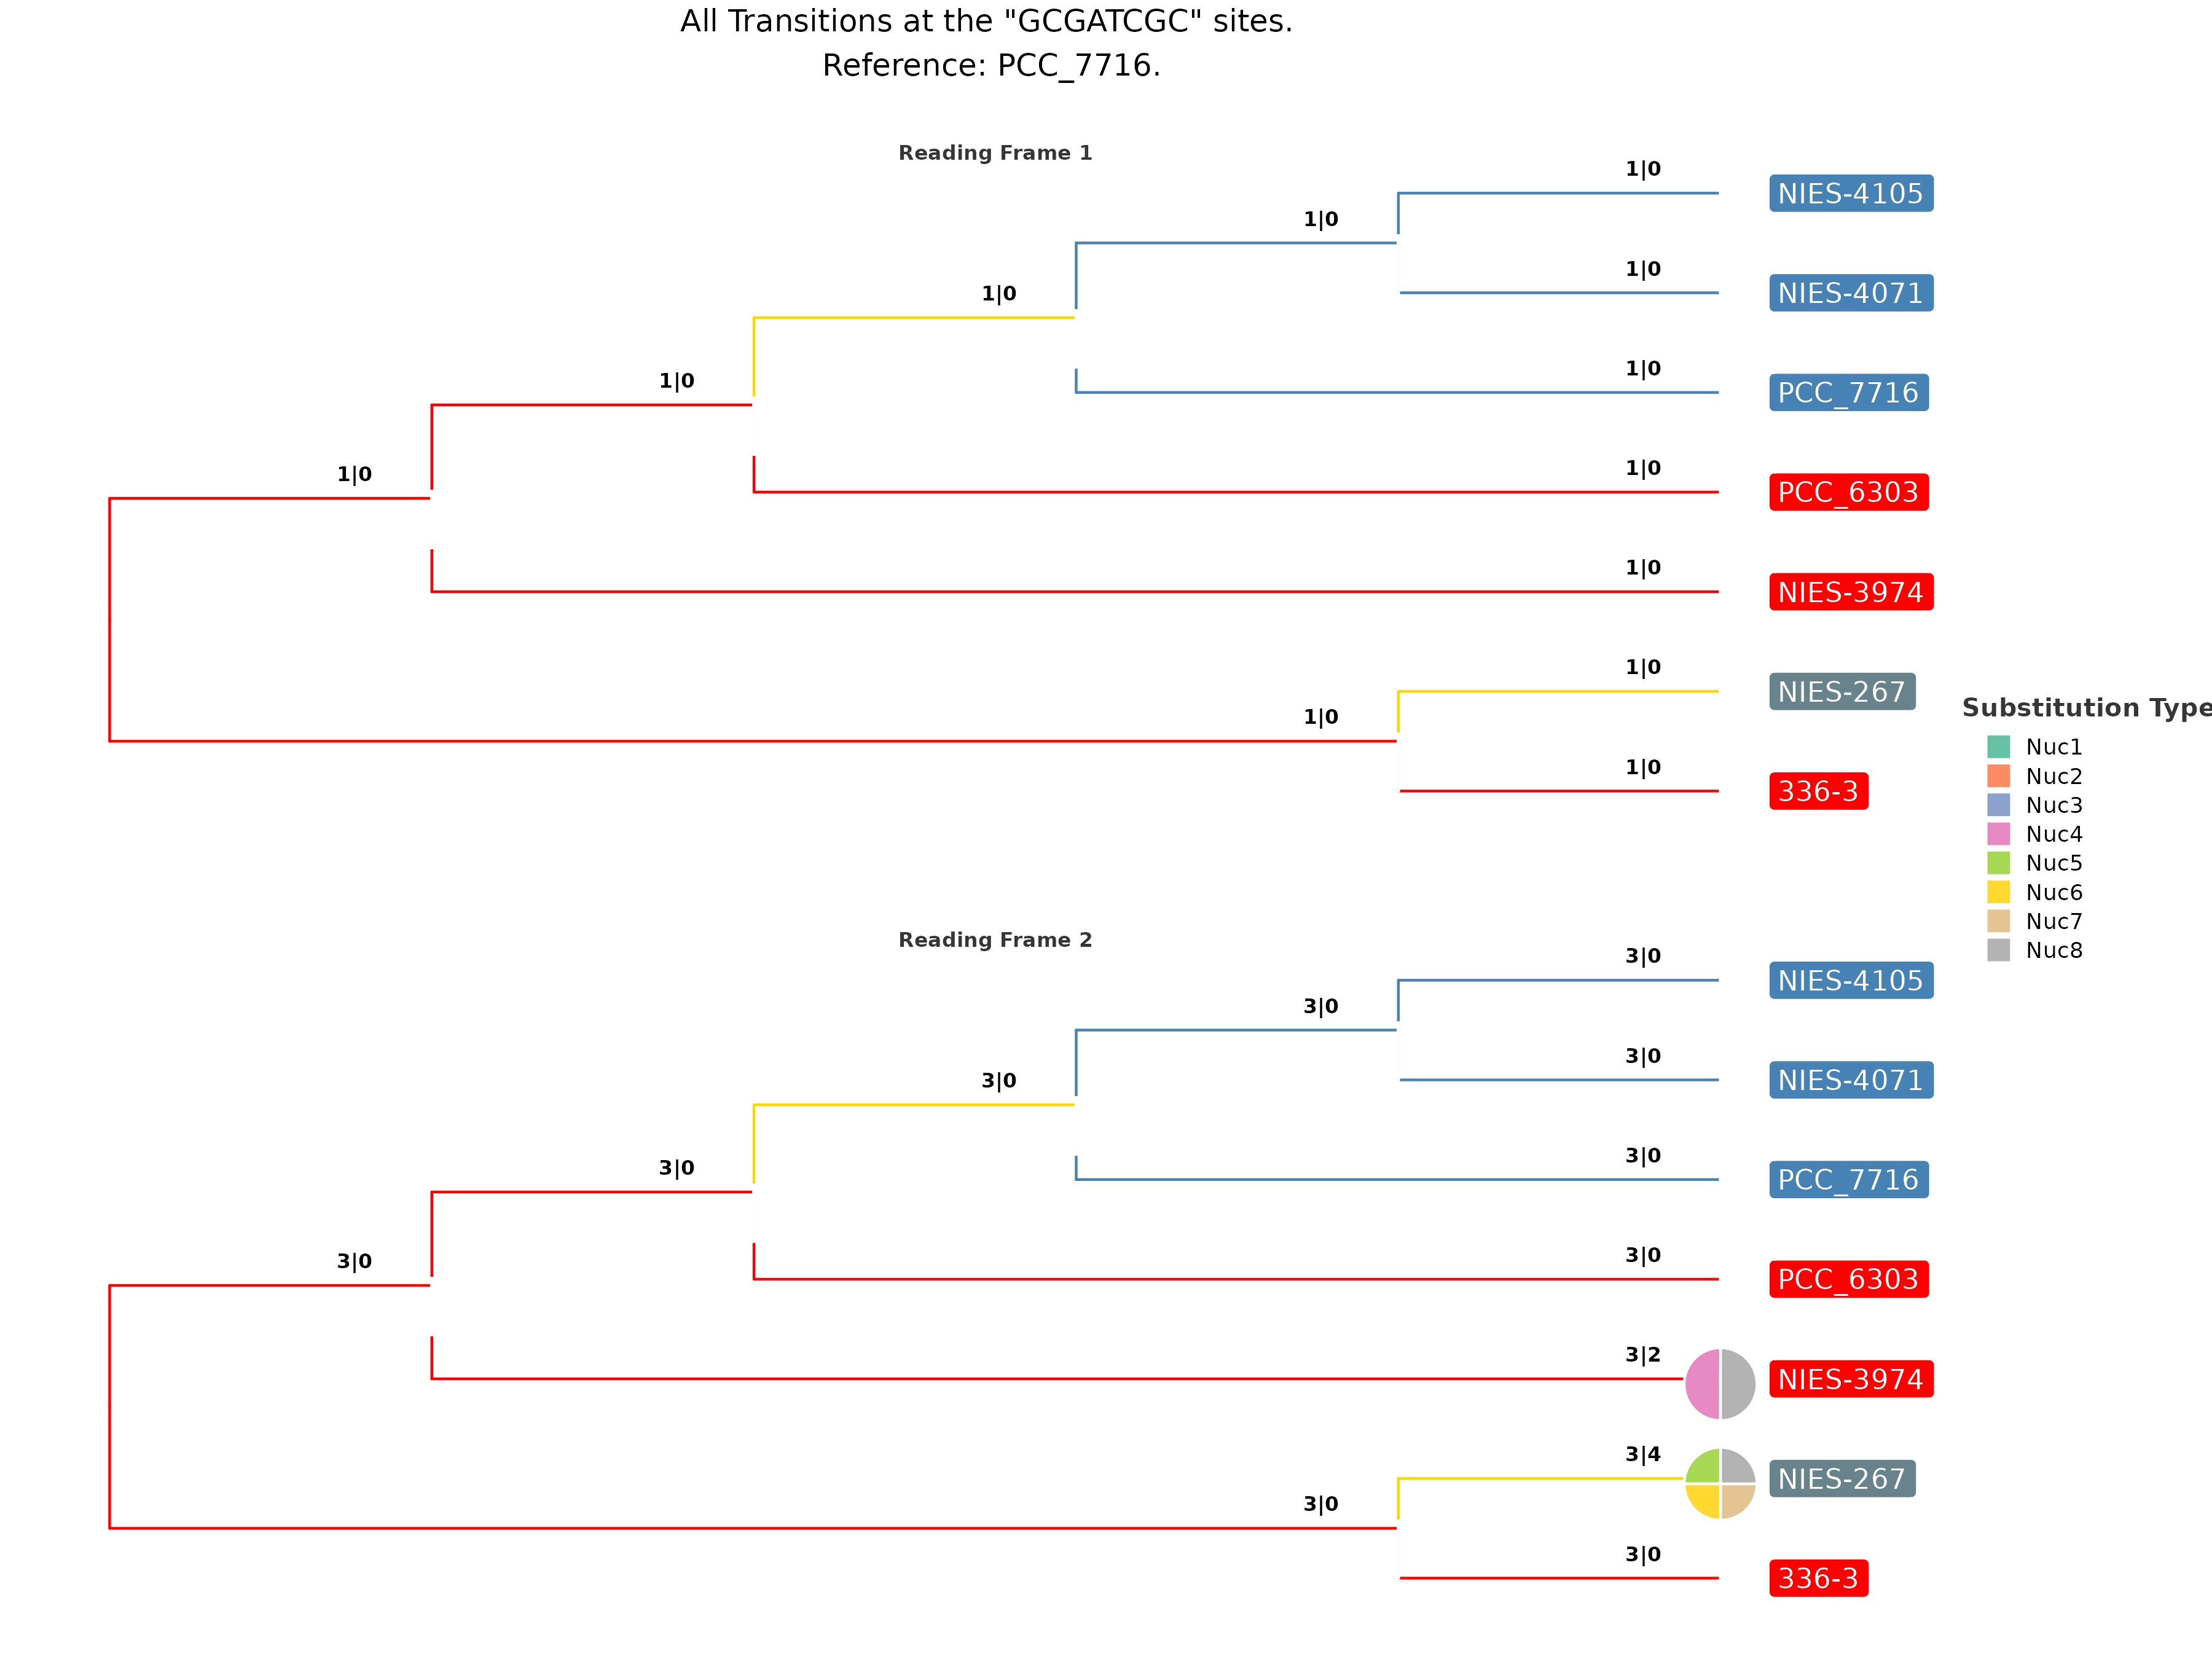 All Transitions at the "GCGATCGC" sites.
Reference: PCC_7716.
Reading Frame 1
1|0
NIES-4105
1|0
1|0
NIES-4071
1|0
1|0
PCC_7716
1|0
1|0
PCC_6303
1|0
1|0
NIES-3974
1|0
NIES-267
1|0
1|0
336-3
Substitution Type
Nuc1
Nuc2
Nuc3
Nuc4
Nuc5
Nuc6
Nuc7
Nuc8
Reading Frame 2
3|0
NIES-4105
3|0
3|0
NIES-4071
3|0
3|0
PCC_7716
3|0
3|0
PCC_6303
3|0
3|2
NIES-3974
3|4
NIES-267
3|0
3|0
336-3